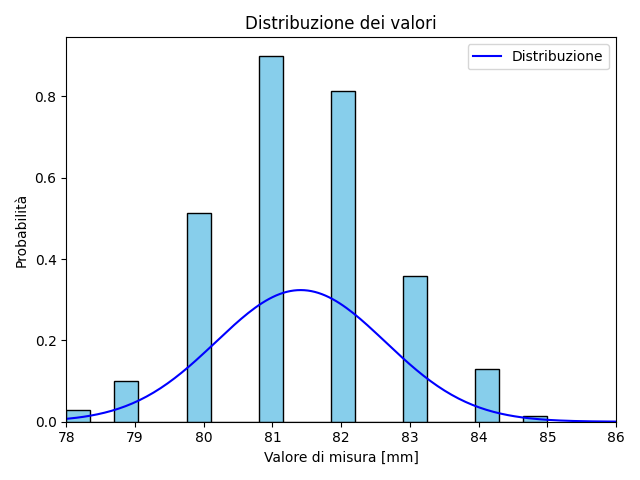 Distribuzione dei valori
Distribuzione
Probabilità
0.8
0.6
0.4
0.2
0.0
78 79 80 81 82 83 84 85 86
Valore di misura [mm]